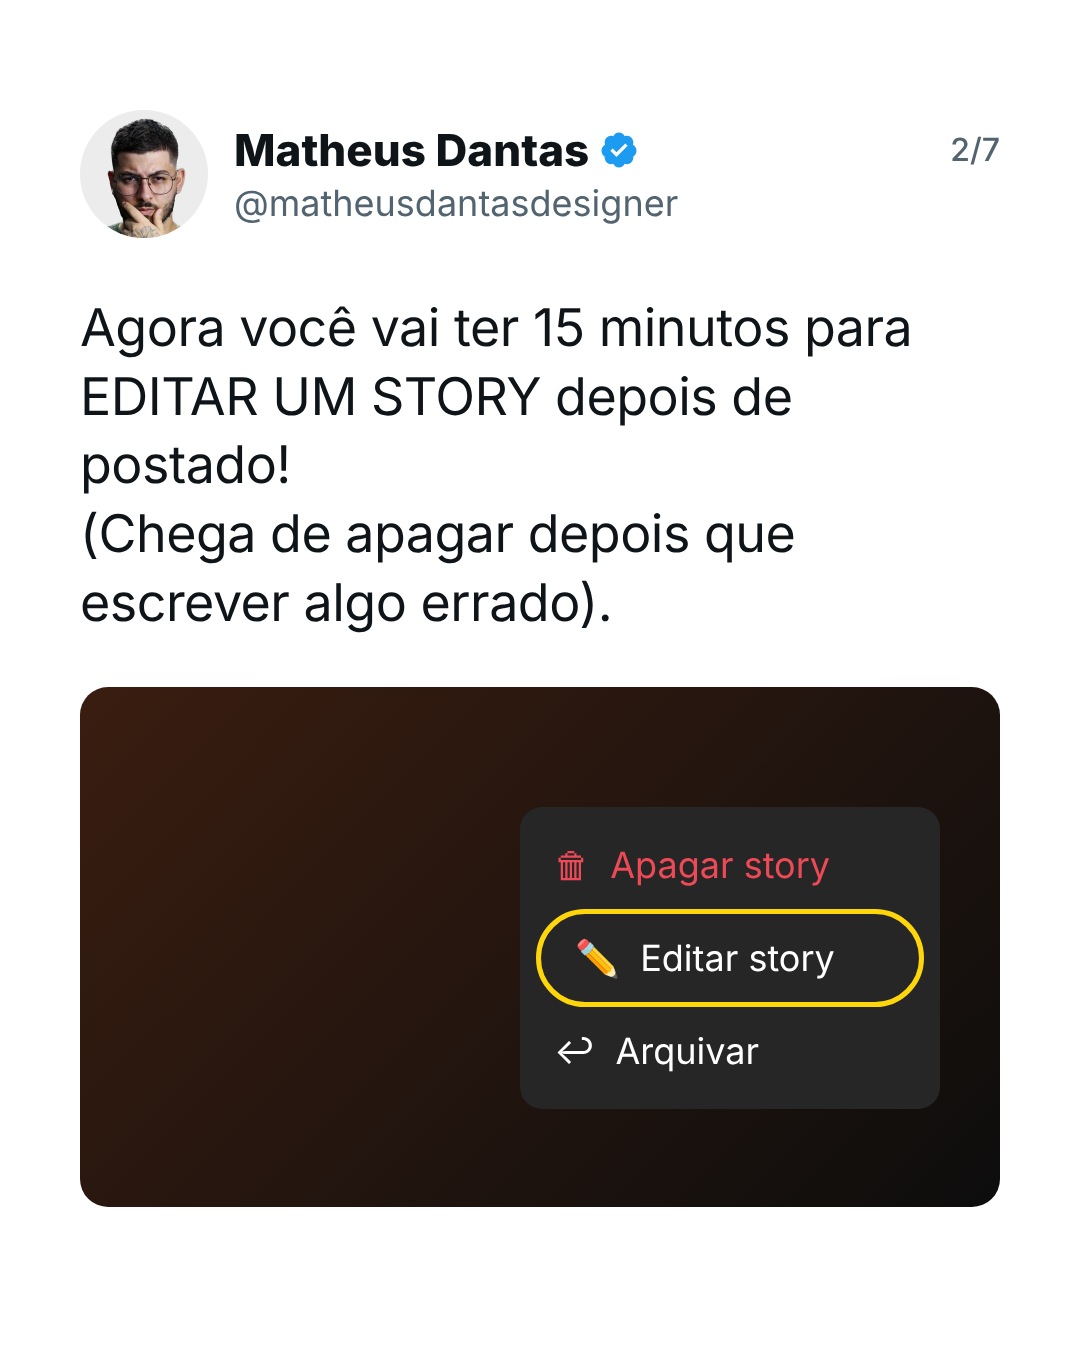 Matheus Dantas
@matheusdantasdesigner
2/7
Agora você vai ter 15 minutos para
EDITAR UM STORY depois de
postado!
(Chega de apagar depois que
escrever algo errado).
Apagar story
Editar story
Arquivar